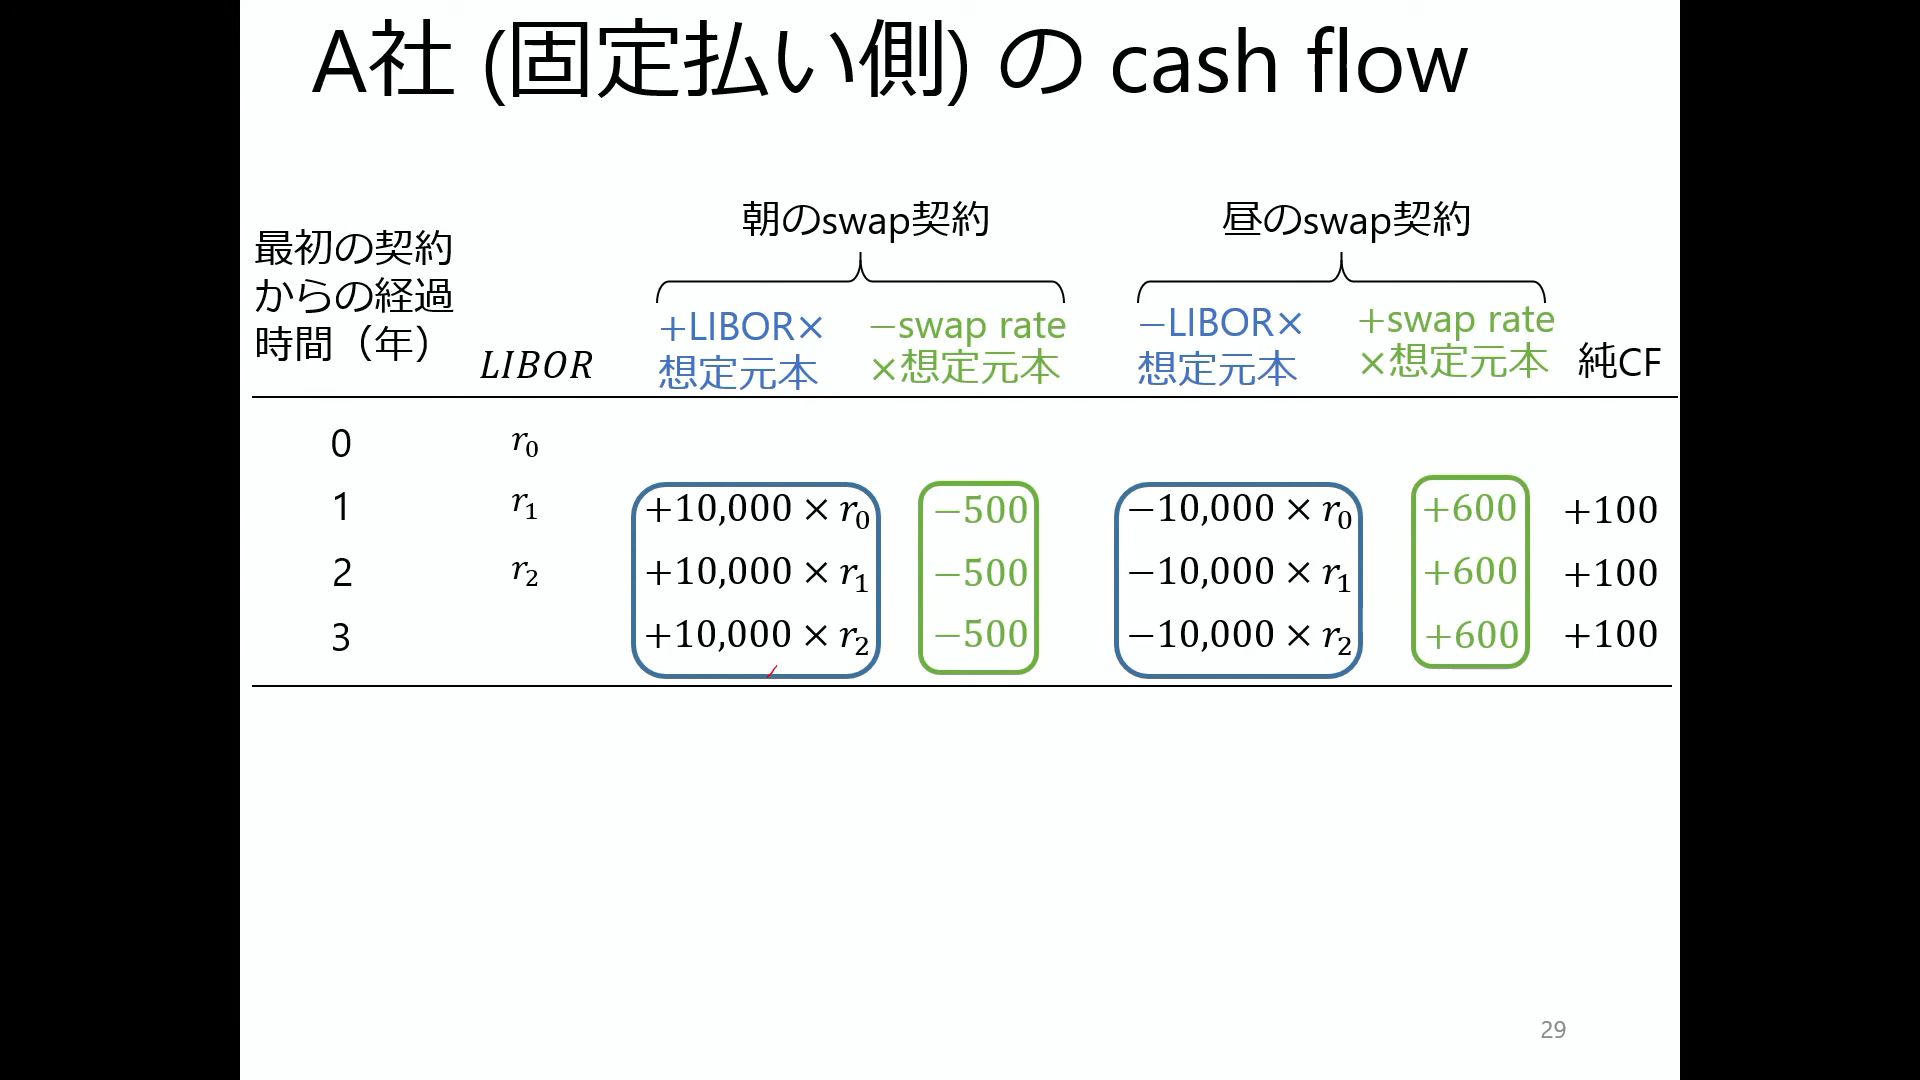 A社 (固定払い側) の cash flow
朝のswap契約
昼のswap契約
最初の契約
からの経過
時間（年）
LIBOR
+LIBOR×
想定元本
−swap rate
×想定元本
−LIBOR×
想定元本
+swap rate
×想定元本
純CF
0 r₀
1 r₁ +10,000 × r₀ −500 −10,000 × r₀ +600 +100
2 r₂ +10,000 × r₁ −500 −10,000 × r₁ +600 +100
3 +10,000 × r₂ −500 −10,000 × r₂ +600 +100
29